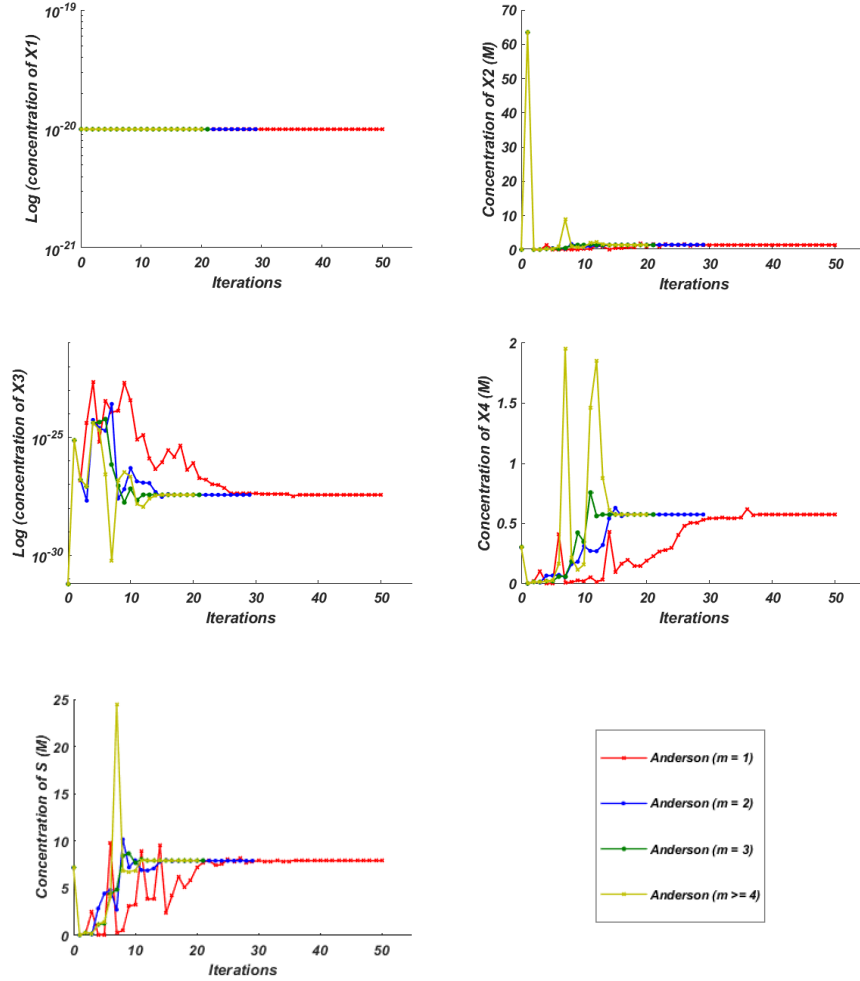 Log (concentration of X1)
10^-19
10^-20
10^-21
0 10 20 30 40 50
Iterations
Concentration of X2 (M)
70
60
50
40
30
20
10
0
0 10 20 30 40 50
Iterations
Log (concentration of X3)
10^-25
10^-30
0 10 20 30 40 50
Iterations
Concentration of X4 (M)
2
1.5
1
0.5
0
0 10 20 30 40 50
Iterations
Concentration of S (M)
25
20
15
10
5
0
0 10 20 30 40 50
Iterations
Anderson (m = 1)
Anderson (m = 2)
Anderson (m = 3)
Anderson (m >= 4)